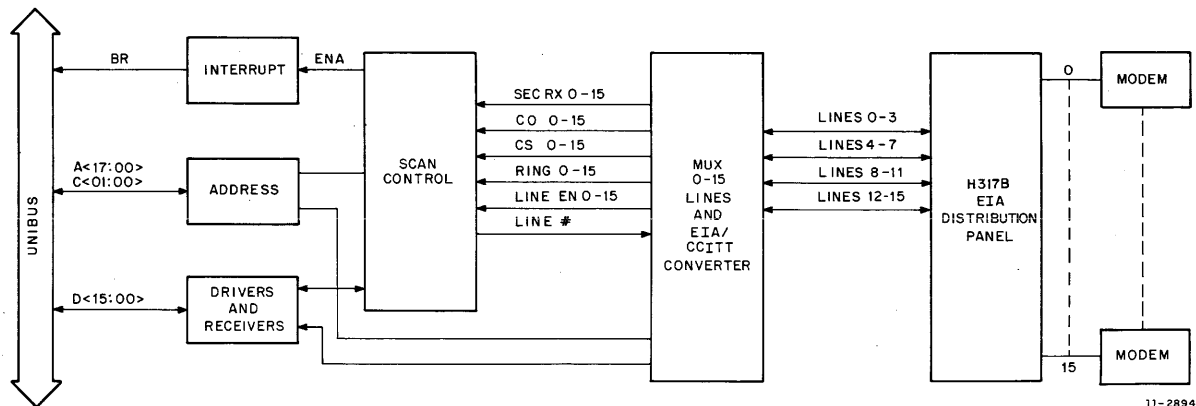 UNIBUS
BR
INTERRUPT
ENA
A<17:00>
C<01:00>
ADDRESS
D<15:00>
DRIVERS
AND
RECEIVERS
SCAN
CONTROL
SEC RX 0-15
CO 0-15
CS 0-15
RING 0-15
LINE EN 0-15
LINE #
MUX
0-15
LINES
AND
EIA/
CCITT
CONVERTER
LINES 0-3
LINES 4-7
LINES 8-11
LINES 12-15
H317B
EIA
DISTRIBUTION
PANEL
0
MODEM
15
MODEM
11-2894